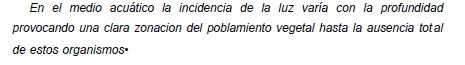 En el medio acuático la incidencia de la luz varía con la profundidad
provocando una clara zonacion del poblamiento vegetal hasta la ausencia total
de estos organismos•